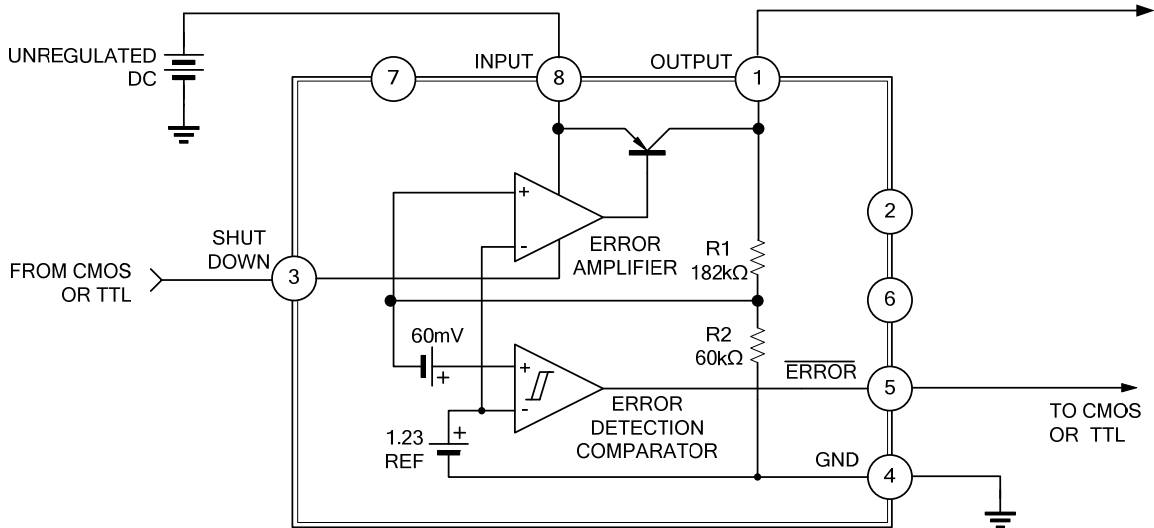 UNREGULATED
DC
7
INPUT
8
OUTPUT
1
2
+
-
ERROR
AMPLIFIER
SHUT
DOWN
3
FROM CMOS
OR TTL
R1
182kΩ
6
60mV
+
+
-
R2
60kΩ
ERROR
5
TO CMOS
OR TTL
ERROR
DETECTION
COMPARATOR
1.23
REF
+
GND
4